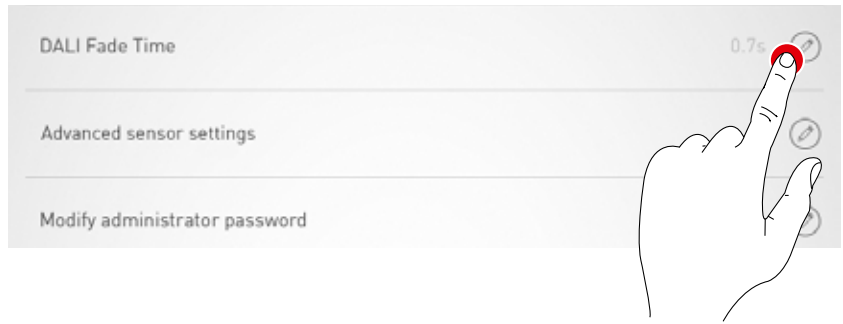 DALI Fade Time 0.7s
Advanced sensor settings
Modify administrator password